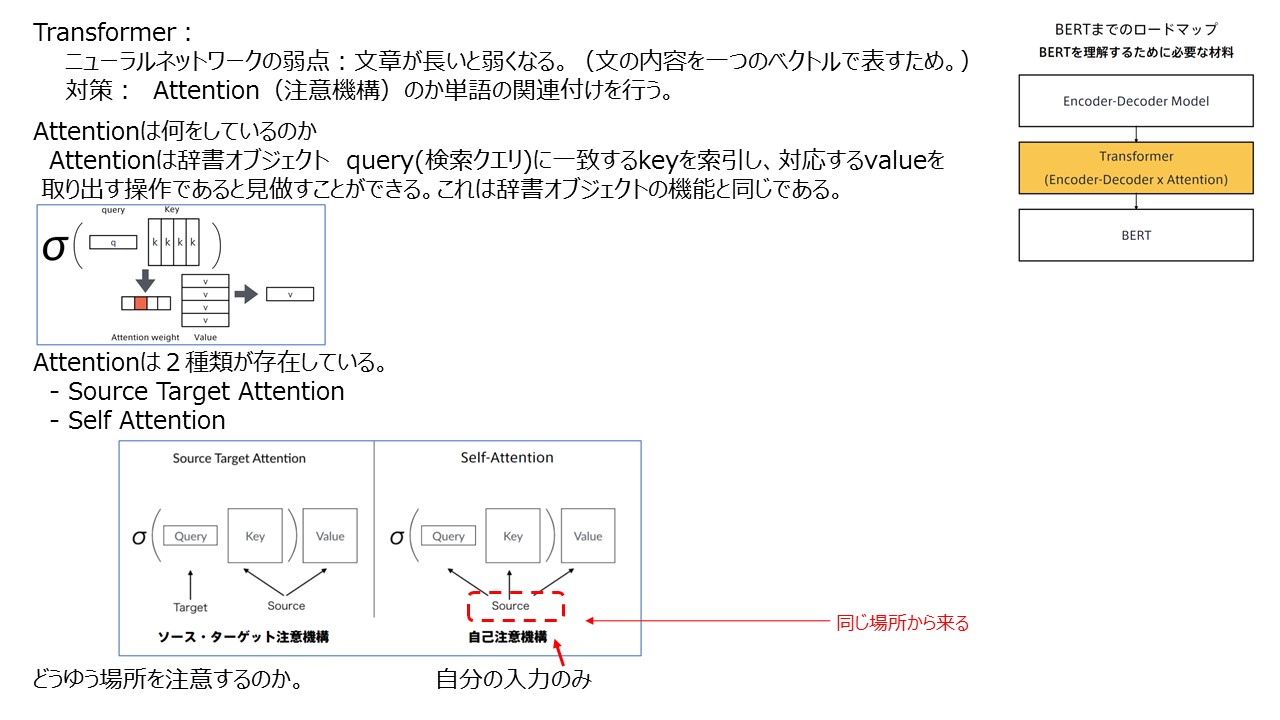 Transformer：
ニューラルネットワークの弱点：文章が長いと弱くなる。（文の内容を一つのベクトルで表すため。）
対策： Attention（注意機構）のか単語の関連付けを行う。
Attentionは何をしているのか
Attentionは辞書オブジェクト query(検索クエリ)に一致するkeyを索引し、対応するvalueを
取り出す操作であると見做すことができる。これは辞書オブジェクトの機能と同じである。
query Key
σ ( q k k k k )
v
v
v
v
v
Attention weight Value
Attentionは２種類が存在している。
- Source Target Attention
- Self Attention
Source Target Attention
σ ( Query Key ) Value
Target Source
ソース・ターゲット注意機構
Self-Attention
σ ( Query Key ) Value
Source
自己注意機構
同じ場所から来る
どうゆう場所を注意するのか。
自分の入力のみ
BERTまでのロードマップ
BERTを理解するために必要な材料
Encoder-Decoder Model
Transformer
(Encoder-Decoder x Attention)
BERT